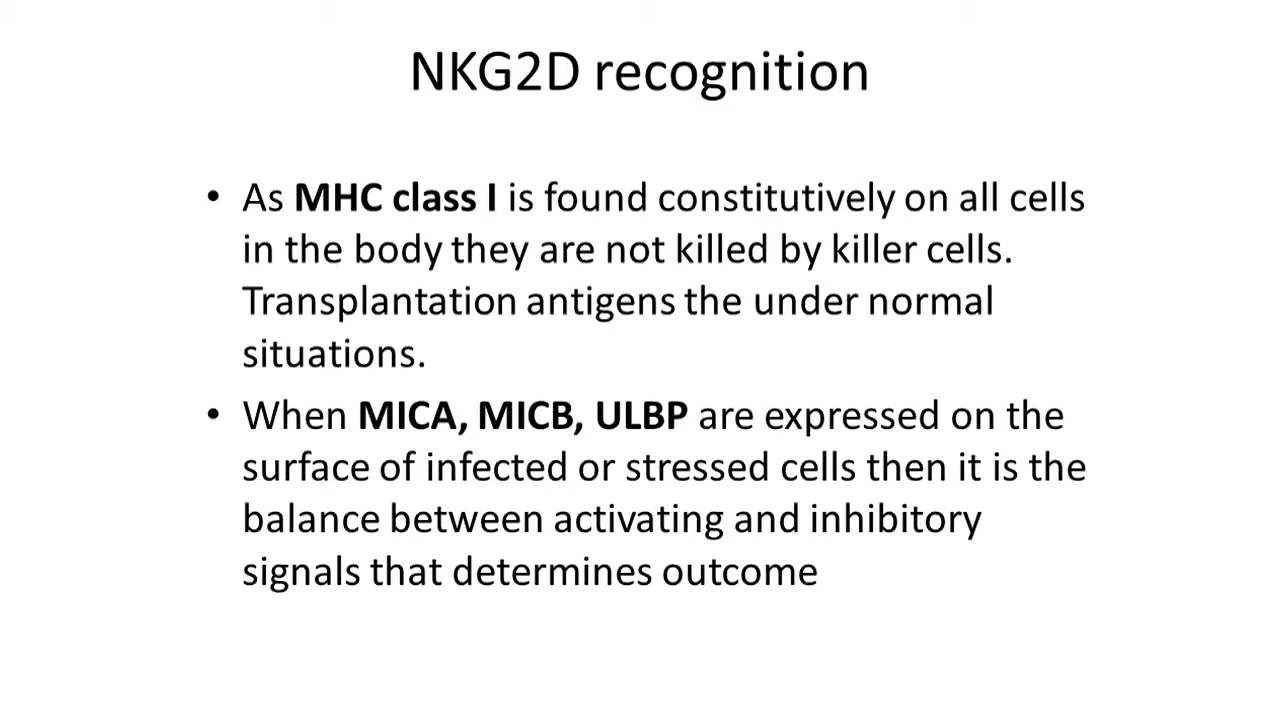 NKG2D recognition
• As MHC class I is found constitutively on all cells
in the body they are not killed by killer cells.
Transplantation antigens the under normal
situations.
• When MICA, MICB, ULBP are expressed on the
surface of infected or stressed cells then it is the
balance between activating and inhibitory
signals that determines outcome